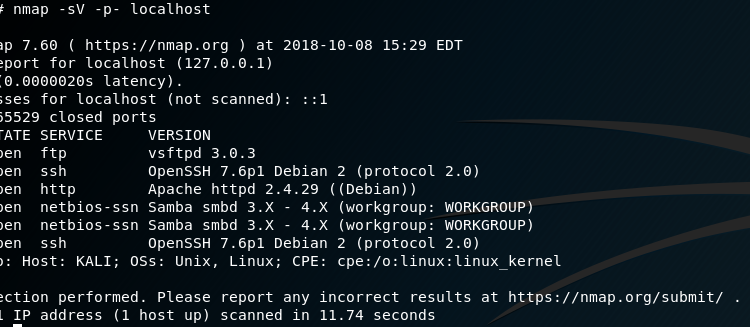 # nmap -sV -p- localhost
ap 7.60 ( https://nmap.org ) at 2018-10-08 15:29 EDT
eport for localhost (127.0.0.1)
(0.0000020s latency).
sses for localhost (not scanned): ::1
65529 closed ports
TATE SERVICE VERSION
pen ftp vsftpd 3.0.3
pen ssh OpenSSH 7.6p1 Debian 2 (protocol 2.0)
pen http Apache httpd 2.4.29 ((Debian))
pen netbios-ssn Samba smbd 3.X - 4.X (workgroup: WORKGROUP)
pen netbios-ssn Samba smbd 3.X - 4.X (workgroup: WORKGROUP)
pen ssh OpenSSH 7.6p1 Debian 2 (protocol 2.0)
o: Host: KALI; OSs: Unix, Linux; CPE: cpe:/o:linux:linux_kernel
ection performed. Please report any incorrect results at https://nmap.org/submit/ .
1 IP address (1 host up) scanned in 11.74 seconds